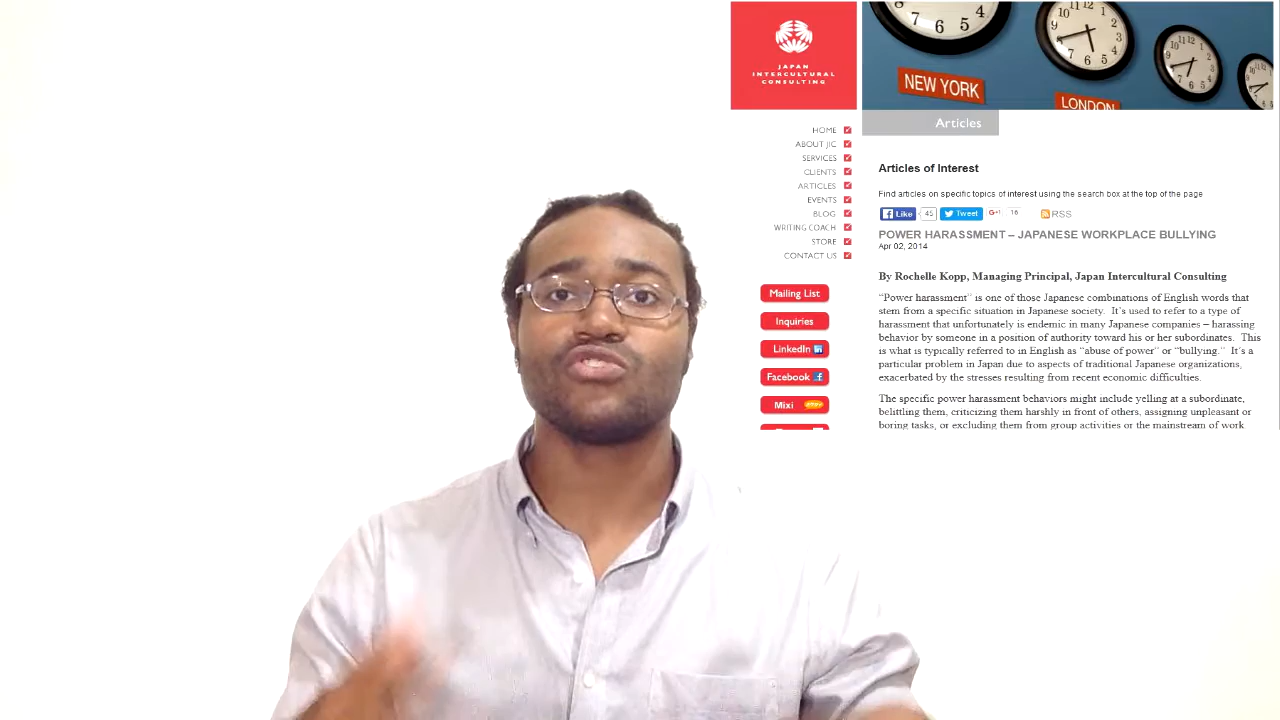 JAPAN
INTERCULTURAL
CONSULTING
NEW YORK
LONDON
Articles
HOME
ABOUT JIC
SERVICES
CLIENTS
ARTICLES
EVENTS
BLOG
WRITING COACH
STORE
CONTACT US
Mailing List
Inquiries
LinkedIn in
Facebook f
Mixi
Articles of Interest
Find articles on specific topics of interest using the search box at the top of the page
f Like 45 Tweet G+1 16 RSS
POWER HARASSMENT – JAPANESE WORKPLACE BULLYING
Apr 02, 2014
By Rochelle Kopp, Managing Principal, Japan Intercultural Consulting
“Power harassment” is one of those Japanese combinations of English words that
stem from a specific situation in Japanese society. It’s used to refer to a type of
harassment that unfortunately is endemic in many Japanese companies – harassing
behavior by someone in a position of authority toward his or her subordinates. This
is what is typically referred to in English as “abuse of power” or “bullying.” It’s a
particular problem in Japan due to aspects of traditional Japanese organizations,
exacerbated by the stresses resulting from recent economic difficulties.
The specific power harassment behaviors might include yelling at a subordinate,
belittling them, criticizing them harshly in front of others, assigning unpleasant or
boring tasks, or excluding them from group activities or the mainstream of work